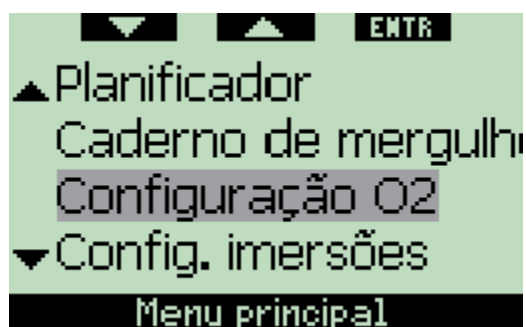 ENTR
Planificador
Caderno de mergulh
Configuração O2
Config. imersões
Menu principal